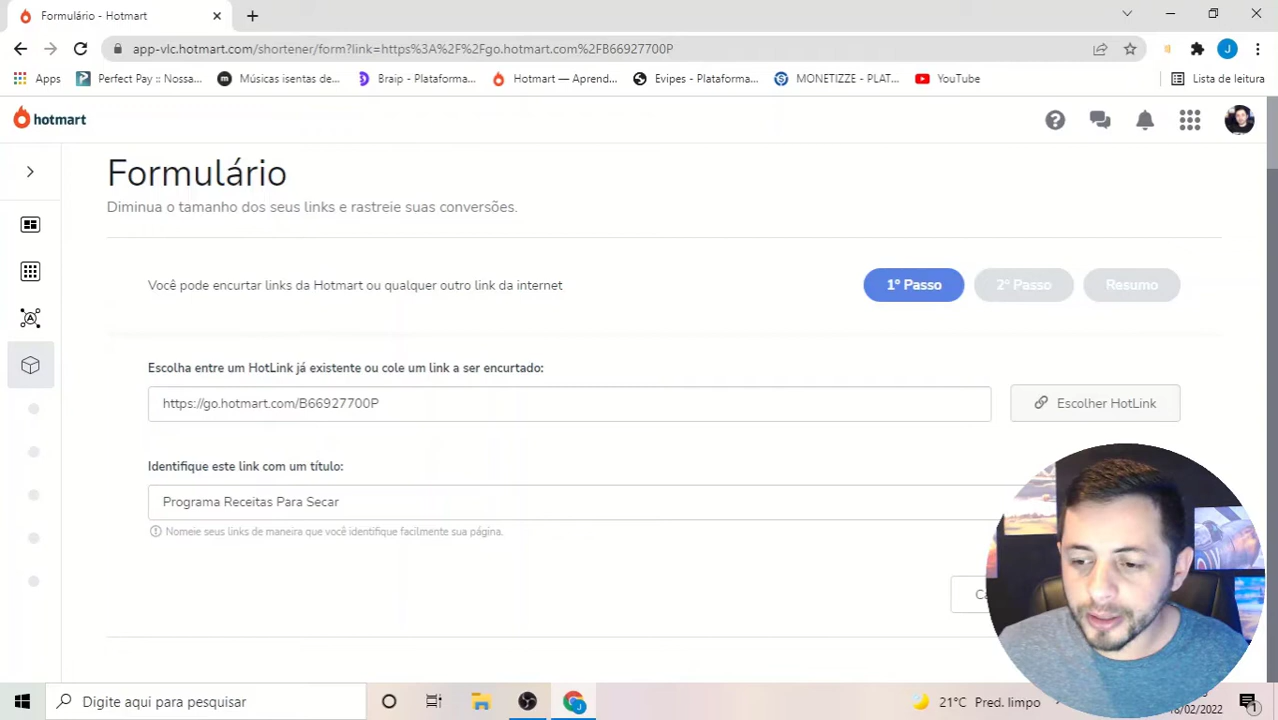 Formulário - Hotmart
app-vlc.hotmart.com/shortener/form?link=https%3A%2F%2Fgo.hotmart.com%2FB66927700P
J
Apps
Perfect Pay :: Nossa...
Músicas isentas de...
Braip - Plataforma...
Hotmart — Aprend...
Evipes - Plataforma...
MONETIZZE - PLAT...
YouTube
Lista de leitura
hotmart
Formulário
Diminua o tamanho dos seus links e rastreie suas conversões.
Você pode encurtar links da Hotmart ou qualquer outro link da internet
1º Passo
2º Passo
Resumo
Escolha entre um HotLink já existente ou cole um link a ser encurtado:
https://go.hotmart.com/B66927700P
Escolher HotLink
Identifique este link com um título:
Programa Receitas Para Secar
Nomeie seus links de maneira que você identifique facilmente sua página.
Digite aqui para pesquisar
21°C Pred. limpo
18/02/2022
1